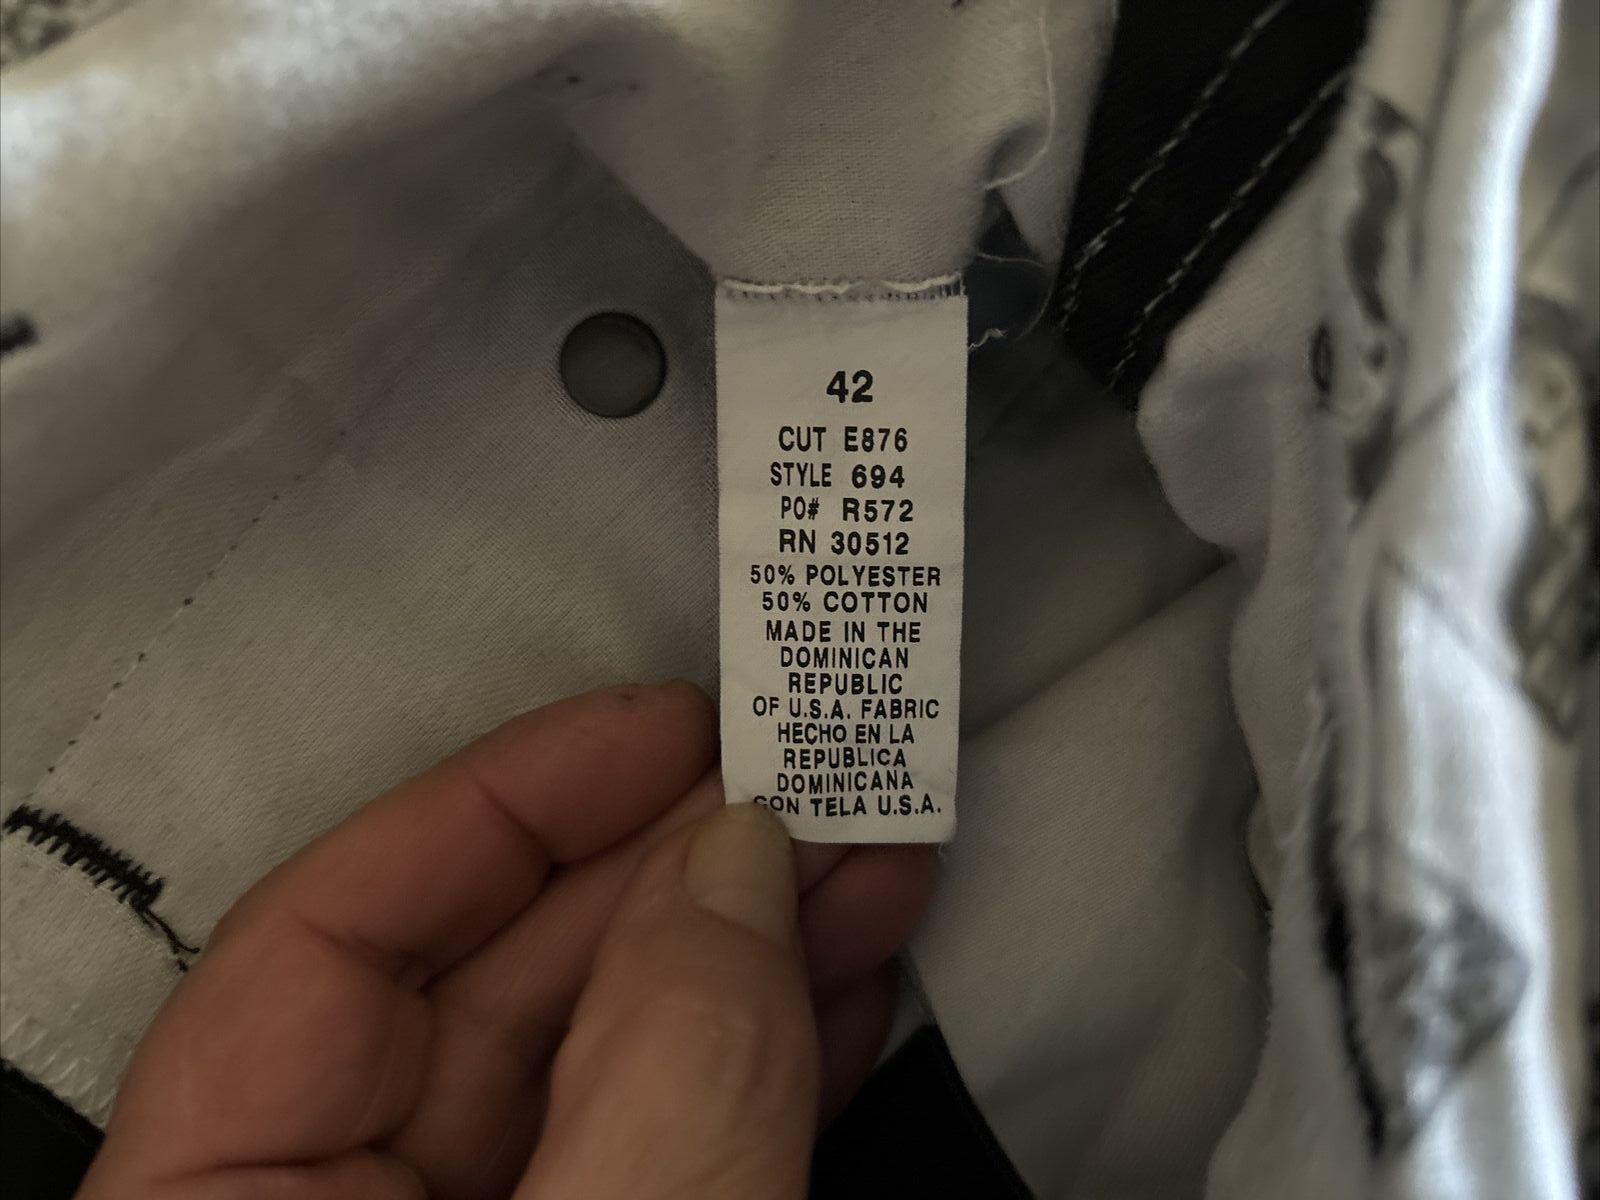 42
CUT E876
STYLE 694
PO# R572
RN 30512
50% POLYESTER
50% COTTON
MADE IN THE
DOMINICAN
REPUBLIC
OF U.S.A. FABRIC
HECHO EN LA
REPUBLICA
DOMINICANA
CON TELA U.S.A.